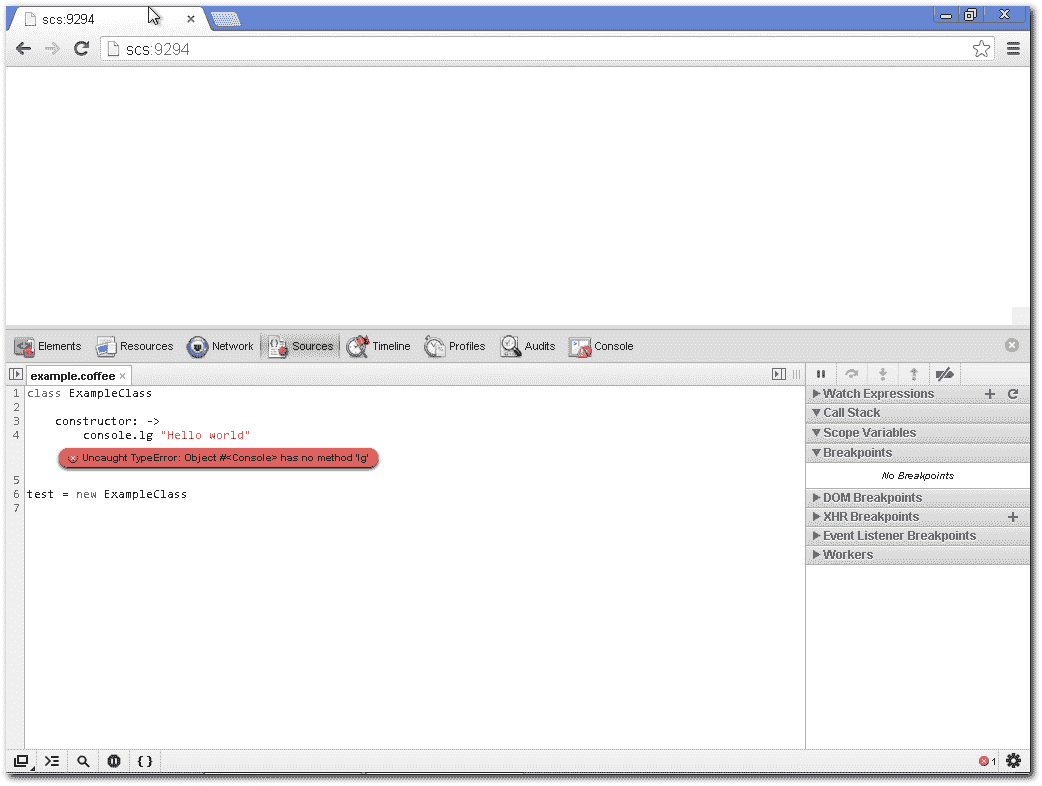 scs:9294
scs:9294
Elements Resources Network Sources Timeline Profiles Audits Console
example.coffee
1 class ExampleClass
2
3 constructor: ->
4 console.lg "Hello world"
Uncaught TypeError: Object #<Console> has no method 'lg'
5
6 test = new ExampleClass
7
Watch Expressions
Call Stack
Scope Variables
Breakpoints
No Breakpoints
DOM Breakpoints
XHR Breakpoints
Event Listener Breakpoints
Workers
{ }
1